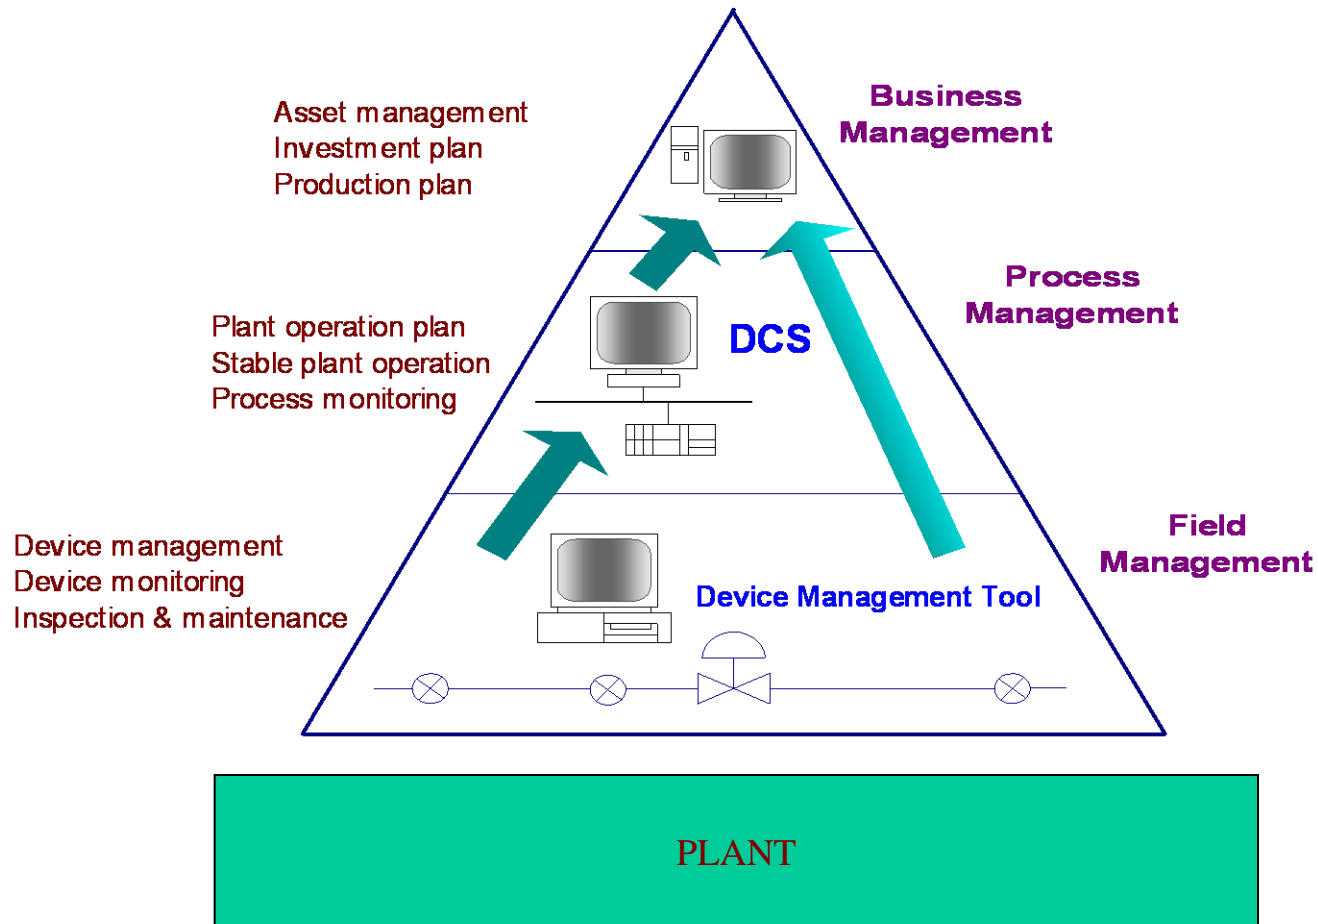 Asset management
Investment plan
Production plan
Business
Management
Process
Management
Plant operation plan
Stable plant operation
Process monitoring
DCS
Field
Management
Device management
Device monitoring
Inspection & maintenance
Device Management Tool
PLANT